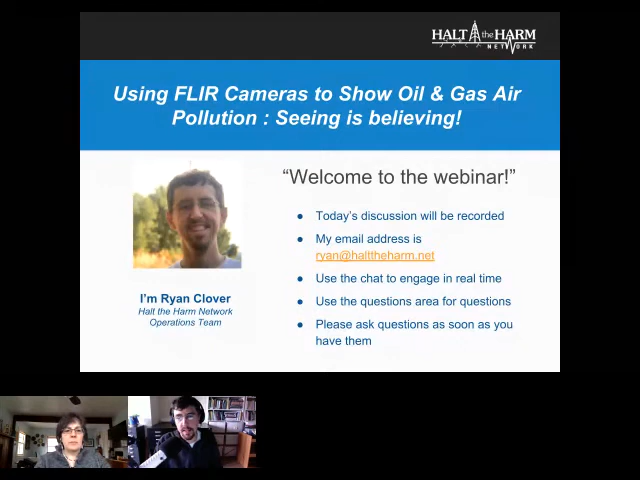 HALT the HARM
NETWORK
Using FLIR Cameras to Show Oil & Gas Air
Pollution : Seeing is believing!
“Welcome to the webinar!”
● Today’s discussion will be recorded
● My email address is
ryan@halttheharm.net
● Use the chat to engage in real time
● Use the questions area for questions
● Please ask questions as soon as you
have them
I’m Ryan Clover
Halt the Harm Network
Operations Team